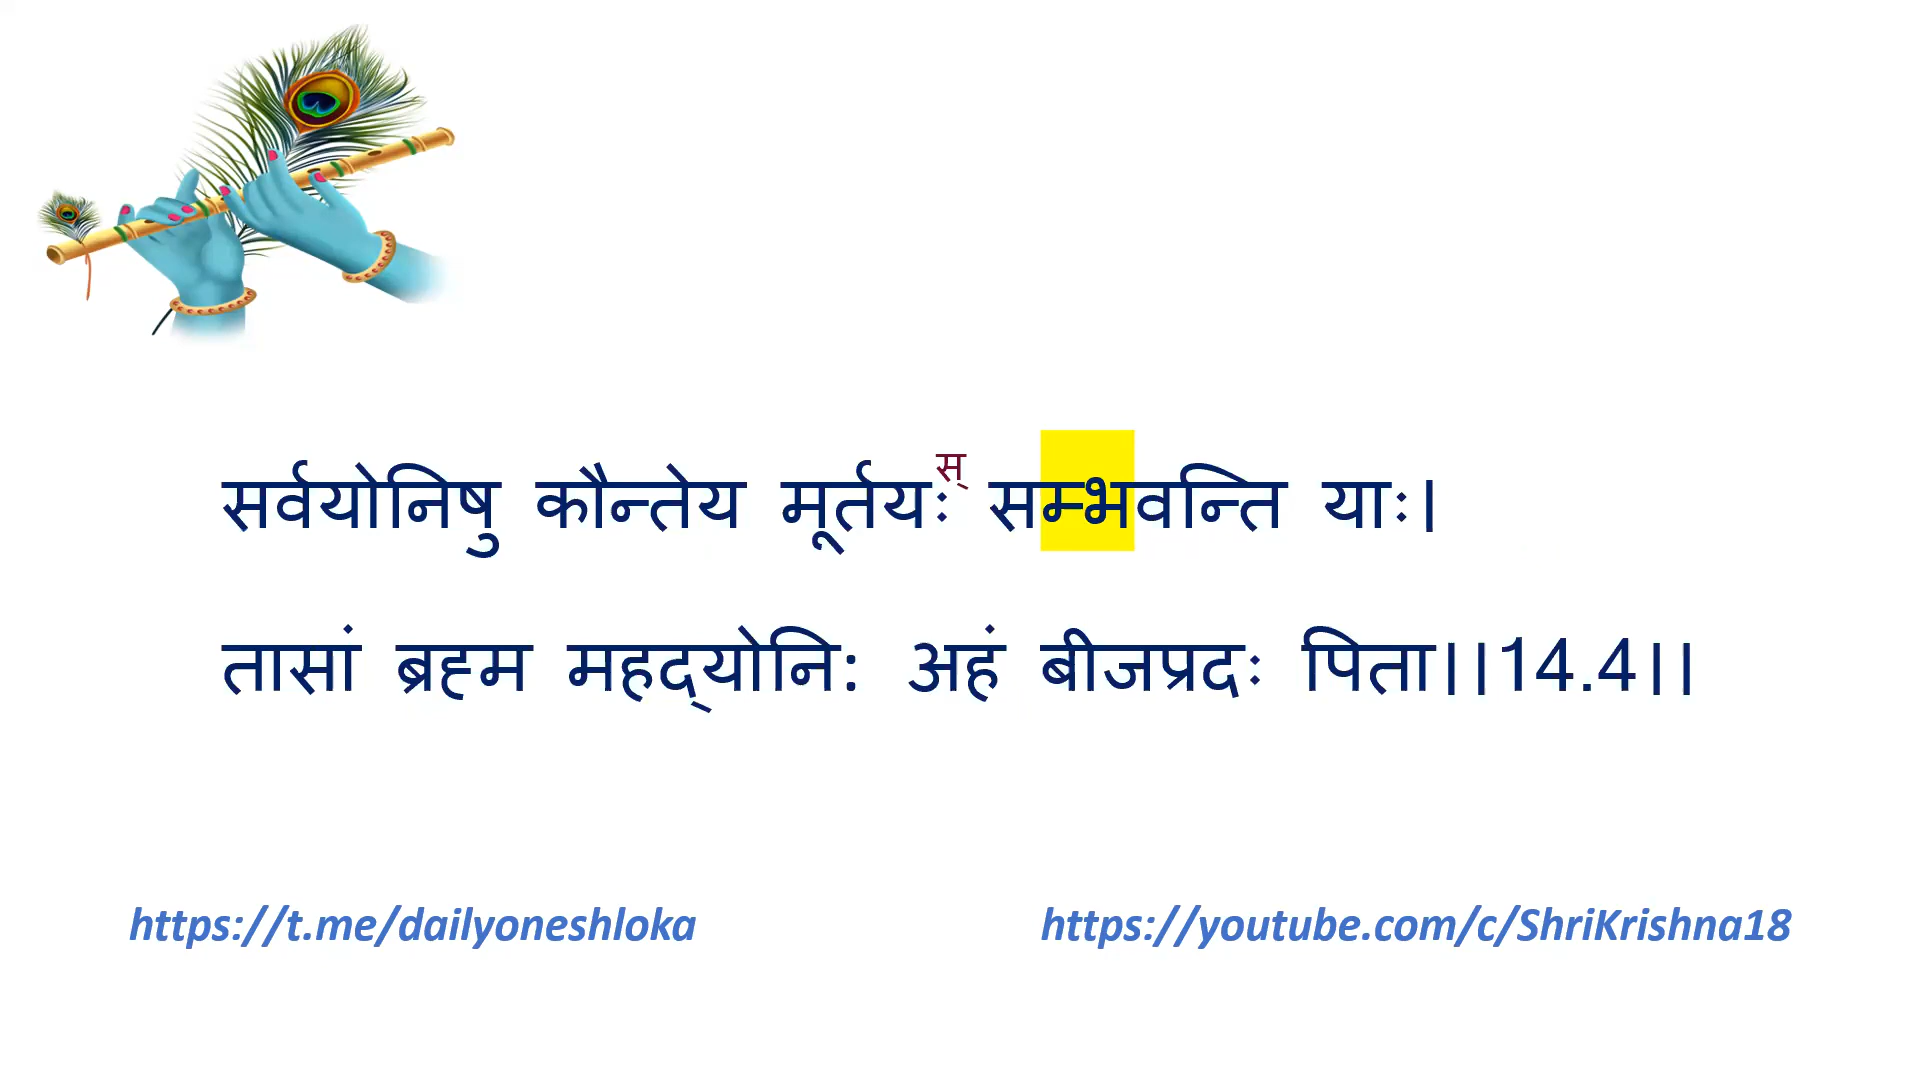 सर्वयोनिषु कौन्तेय मूर्तयःस् सम्भवन्ति याः।
तासां ब्रह्म महद्‌योनि: अहं बीजप्रदः पिता।।14.4।।
https://t.me/dailyoneshloka
https://youtube.com/c/ShriKrishna18